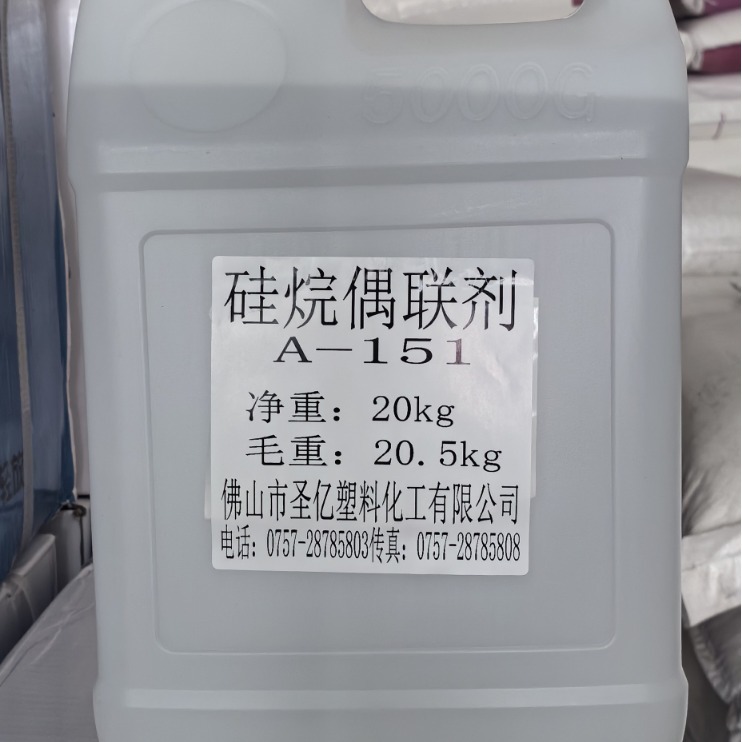 5000G
硅烷偶联剂
A-151
净重：20kg
毛重：20.5kg
佛山市圣亿塑料化工有限公司
电话：0757-28785803传真：0757-28785808